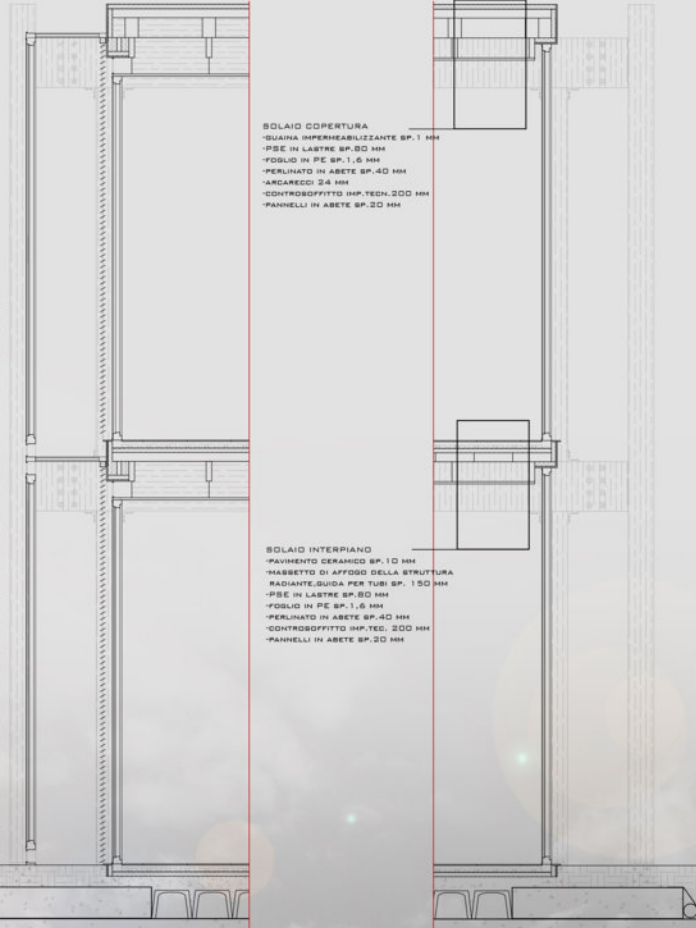 SOLAIO COPERTURA
-GUAINA IMPERMEABILIZZANTE SP.1 MM
-PSE IN LASTRE SP.80 MM
-FOGLIO IN PE SP.1,6 MM
-PERLINATO IN ABETE SP.40 MM
-ARCARECCI 24 MM
-CONTROSOFFITTO IMP.TECN.200 MM
-PANNELLI IN ABETE SP.20 MM
SOLAIO INTERPIANO
-PAVIMENTO CERAMICO SP.10 MM
-MASSETTO DI AFFOGO DELLA STRUTTURA
RADIANTE,GUIDA PER TUBI SP. 150 MM
-PSE IN LASTRE SP.80 MM
-FOGLIO IN PE SP.1,6 MM
-PERLINATO IN ABETE SP.40 MM
-CONTROSOFFITTO IMP.TEC. 200 MM
-PANNELLI IN ABETE SP.20 MM